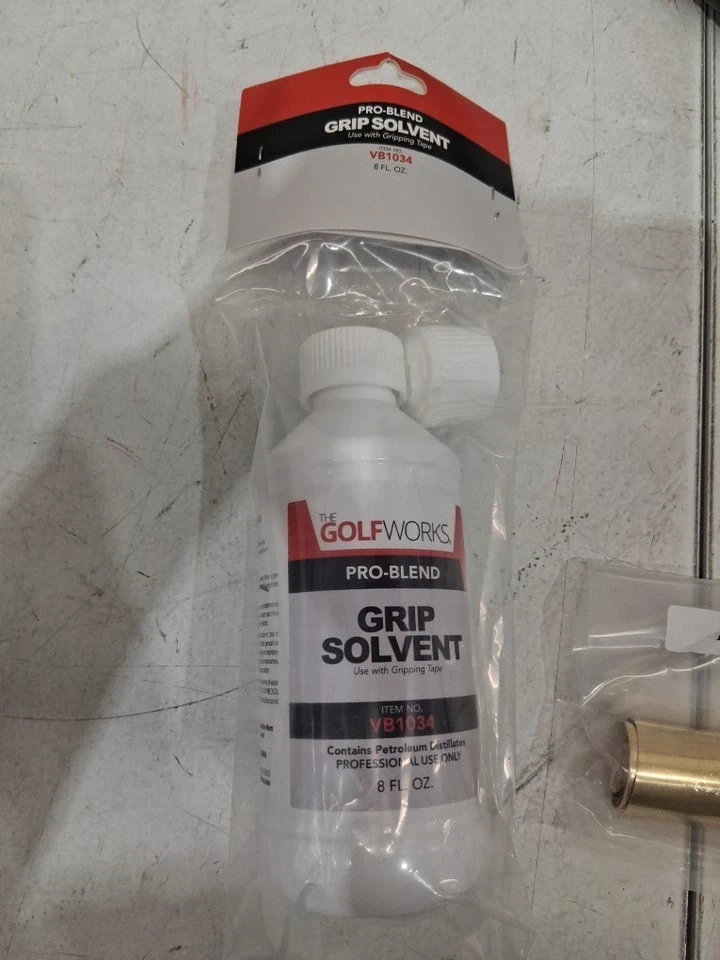 PRO-BLEND
GRIP SOLVENT
Use with Gripping Tape
ITEM NO.
VB1034
8 FL. OZ.
THE
GOLFWORKS
PRO-BLEND
GRIP
SOLVENT
Use with Gripping Tape
ITEM NO.
VB1034
Contains Petroleum Distillates
PROFESSIONAL USE ONLY
8 FL. OZ.